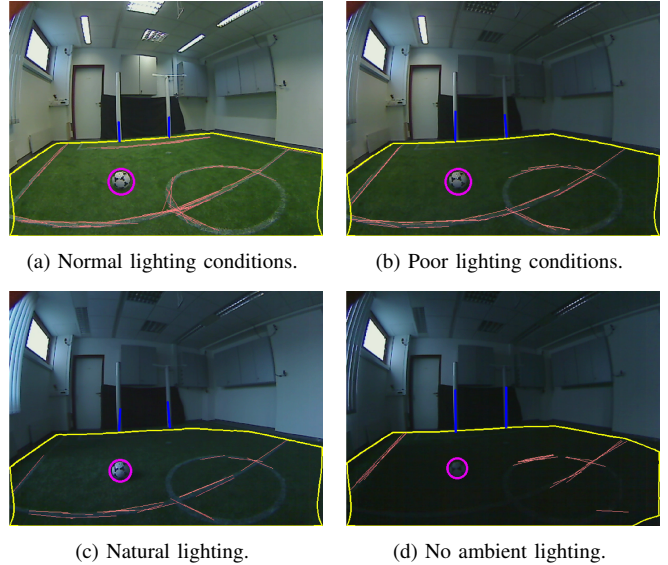 (a) Normal lighting conditions.
(b) Poor lighting conditions.
(c) Natural lighting.
(d) No ambient lighting.